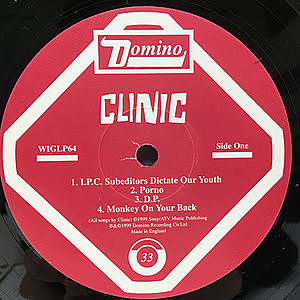 Domino
CLINIC
WIGLP64
Side One
1. I.P.C. Subeditors Dictate Our Youth
2. Porno
3. D.P.
4. Monkey On Your Back
(All songs by Clinic) ©1999 Sony/ATV Music Publishing
℗&©1999 Domino Recording Co Ltd
Made in England
33